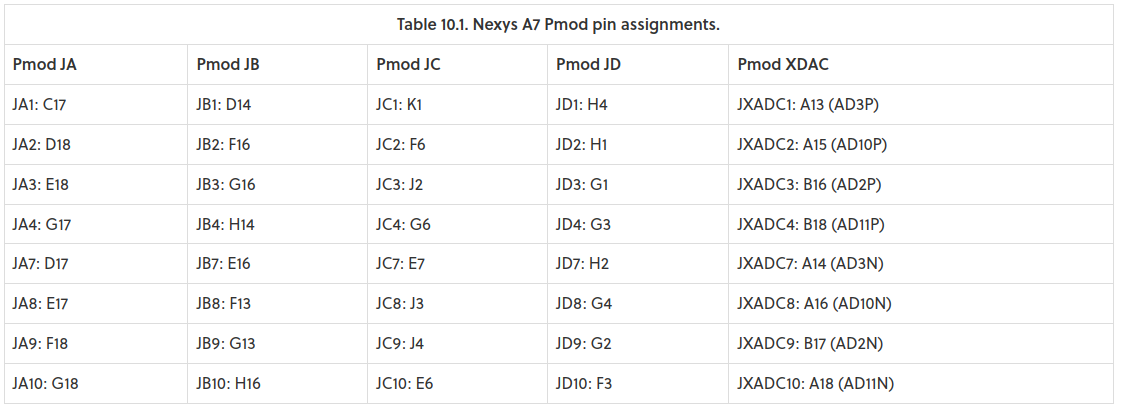 Table 10.1. Nexys A7 Pmod pin assignments.
Pmod JA Pmod JB Pmod JC Pmod JD Pmod XDAC
JA1: C17 JB1: D14 JC1: K1 JD1: H4 JXADC1: A13 (AD3P)
JA2: D18 JB2: F16 JC2: F6 JD2: H1 JXADC2: A15 (AD10P)
JA3: E18 JB3: G16 JC3: J2 JD3: G1 JXADC3: B16 (AD2P)
JA4: G17 JB4: H14 JC4: G6 JD4: G3 JXADC4: B18 (AD11P)
JA7: D17 JB7: E16 JC7: E7 JD7: H2 JXADC7: A14 (AD3N)
JA8: E17 JB8: F13 JC8: J3 JD8: G4 JXADC8: A16 (AD10N)
JA9: F18 JB9: G13 JC9: J4 JD9: G2 JXADC9: B17 (AD2N)
JA10: G18 JB10: H16 JC10: E6 JD10: F3 JXADC10: A18 (AD11N)